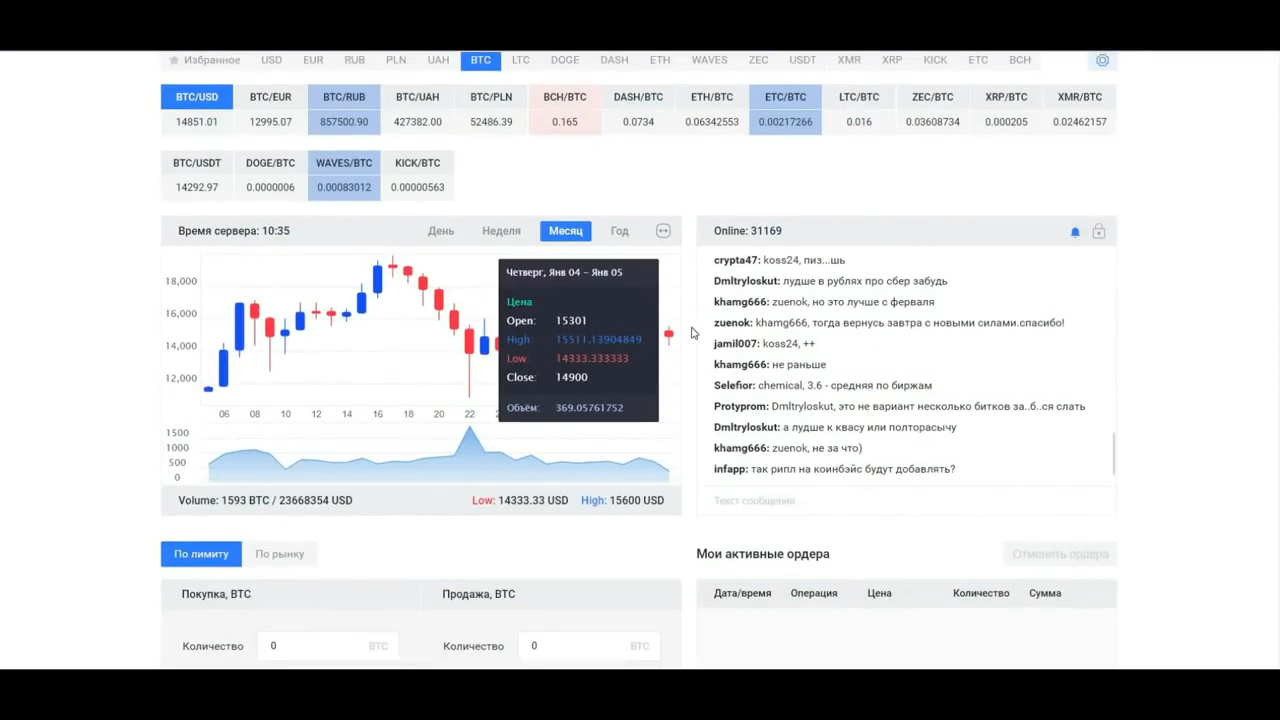 Избранное USD EUR RUB PLN UAH BTC LTC DOGE DASH ETH WAVES ZEC USDT XMR XRP KICK ETC BCH
BTC/USD BTC/EUR BTC/RUB BTC/UAH BTC/PLN BCH/BTC DASH/BTC ETH/BTC ETC/BTC LTC/BTC ZEC/BTC XRP/BTC XMR/BTC
14851.01 12995.07 857500.90 427382.00 52486.39 0.165 0.0734 0.06342553 0.00217266 0.016 0.03608734 0.000205 0.02462157
BTC/USDT DOGE/BTC WAVES/BTC KICK/BTC
14292.97 0.0000006 0.00083012 0.00000563
Время сервера: 10:35 День Неделя Месяц Год
18,000
16,000
14,000
12,000
06 08 10 12 14 16 18 20 22
1500
1000
500
0
Четверг, Янв 04 – Янв 05
Цена
Open: 15301
High: 15511.13904849
Low: 14333.333333
Close: 14900
Объём: 369.05761752
Volume: 1593 BTC / 23668354 USD Low: 14333.33 USD High: 15600 USD
Online: 31169
crypta47: koss24, пиз...шь
Dmltryloskut: лудше в рублях про сбер забудь
khamg666: zuenok, но это лучше с ферваля
zuenok: khamg666, тогда вернусь завтра с новыми силами.спасибо!
jamil007: koss24, ++
khamg666: не раньше
Selefior: chemical, 3.6 - средняя по биржам
Protyprom: Dmltryloskut, это не вариант несколько битков за..б..ся слать
Dmltryloskut: а лудше к квасу или полторасычу
khamg666: zuenok, не за что)
infapp: так рипл на коинбэйс будут добавлять?
Текст сообщения
По лимиту По рынку
Покупка, BTC Продажа, BTC
Количество 0 BTC Количество 0 BTC
Мои активные ордера Отменить ордера
Дата/время Операция Цена Количество Сумма